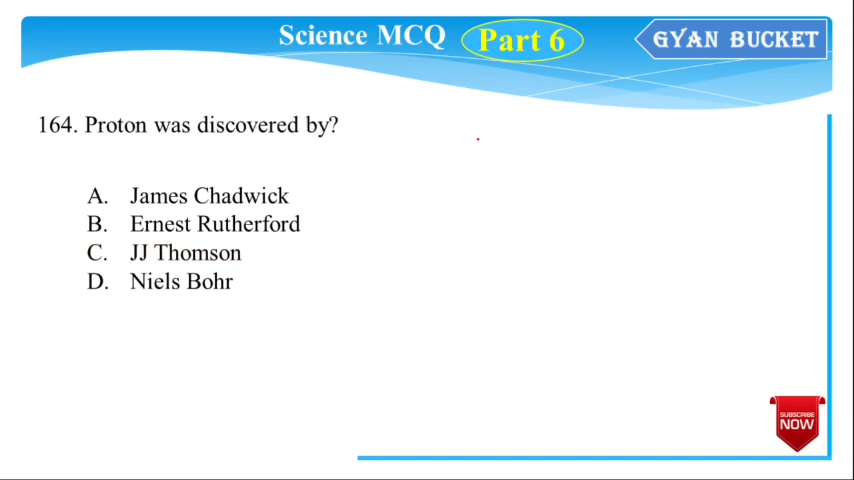 Science MCQ Part 6 GYAN BUCKET
164. Proton was discovered by?
A. James Chadwick
B. Ernest Rutherford
C. JJ Thomson
D. Niels Bohr
SUBSCRIBE
NOW